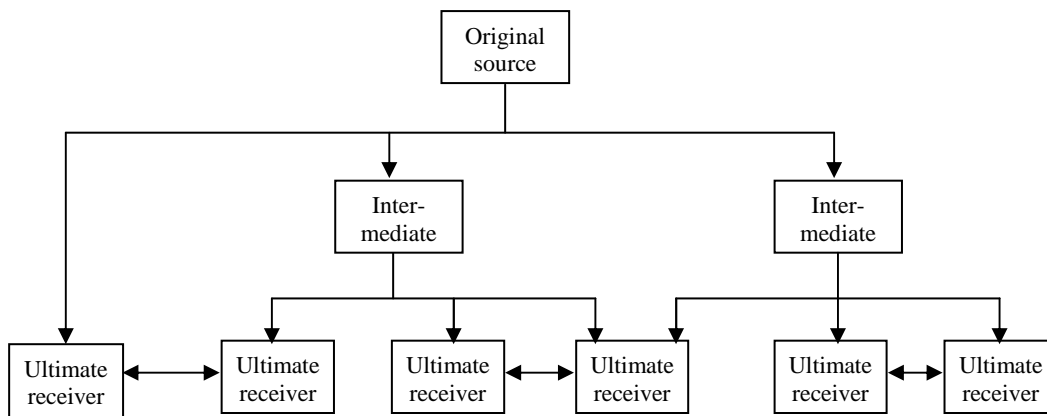 Original
source
Inter-
mediate
Inter-
mediate
Ultimate
receiver
Ultimate
receiver
Ultimate
receiver
Ultimate
receiver
Ultimate
receiver
Ultimate
receiver